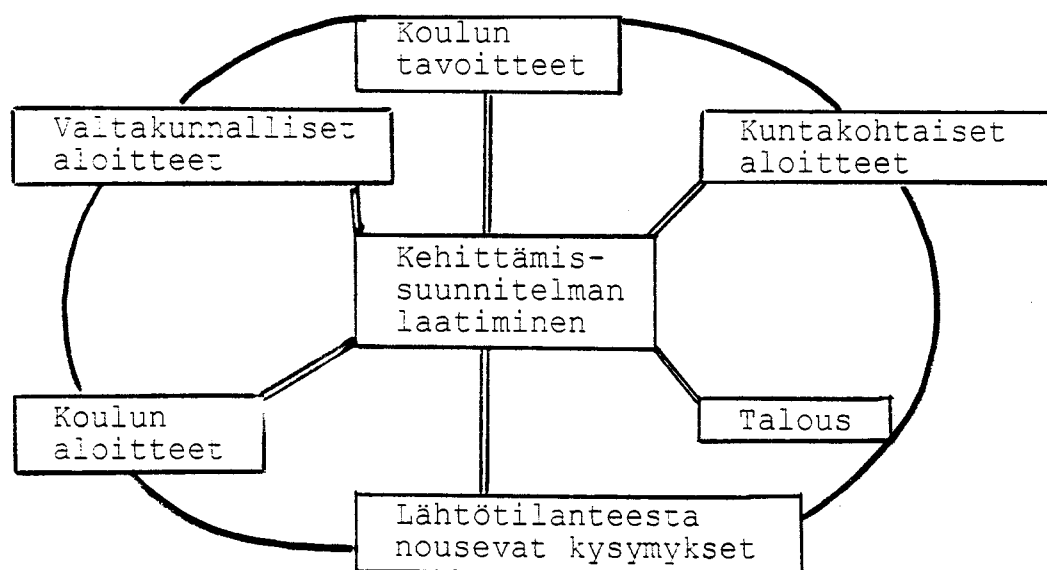 Koulun
tavoitteet
Valtakunnalliset
aloitteet
Kuntakohtaiset
aloitteet
Kehittämis-
suunnitelman
laatiminen
Koulun
aloitteet
Talous
Lähtötilanteesta
nousevat kysymykset